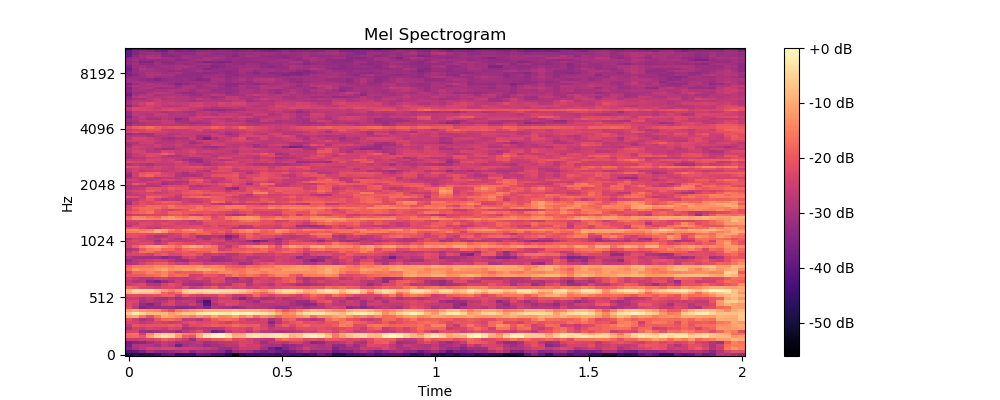 Mel Spectrogram
Hz
8192
4096
2048
1024
512
0
0 0.5 1 1.5 2
Time
+0 dB
-10 dB
-20 dB
-30 dB
-40 dB
-50 dB